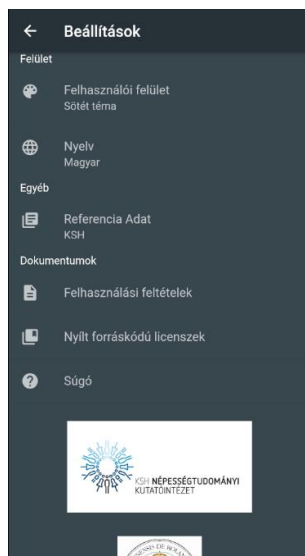 Beállítások
Felület
Felhasználói felület
Sötét téma
Nyelv
Magyar
Egyéb
Referencia Adat
KSH
Dokumentumok
Felhasználási feltételek
Nyílt forráskódú licenszek
Súgó
KSH NÉPESSÉGTUDOMÁNYI
KUTATÓINTÉZET